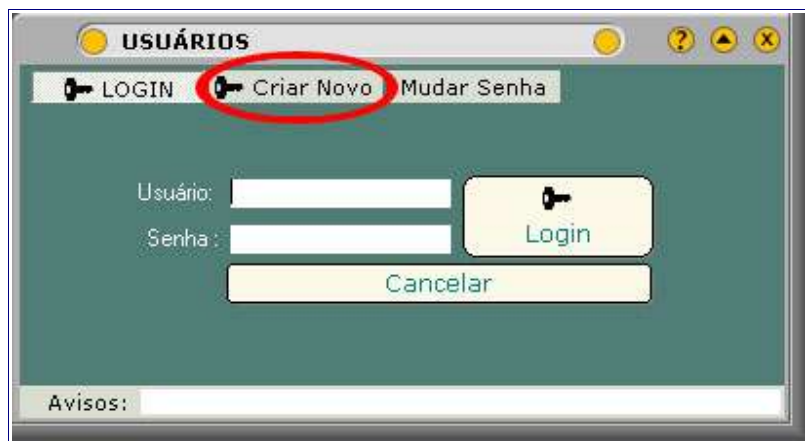 USUÁRIOS ? X
LOGIN Criar Novo Mudar Senha
Usuário:
Login
Senha :
Cancelar
Avisos: